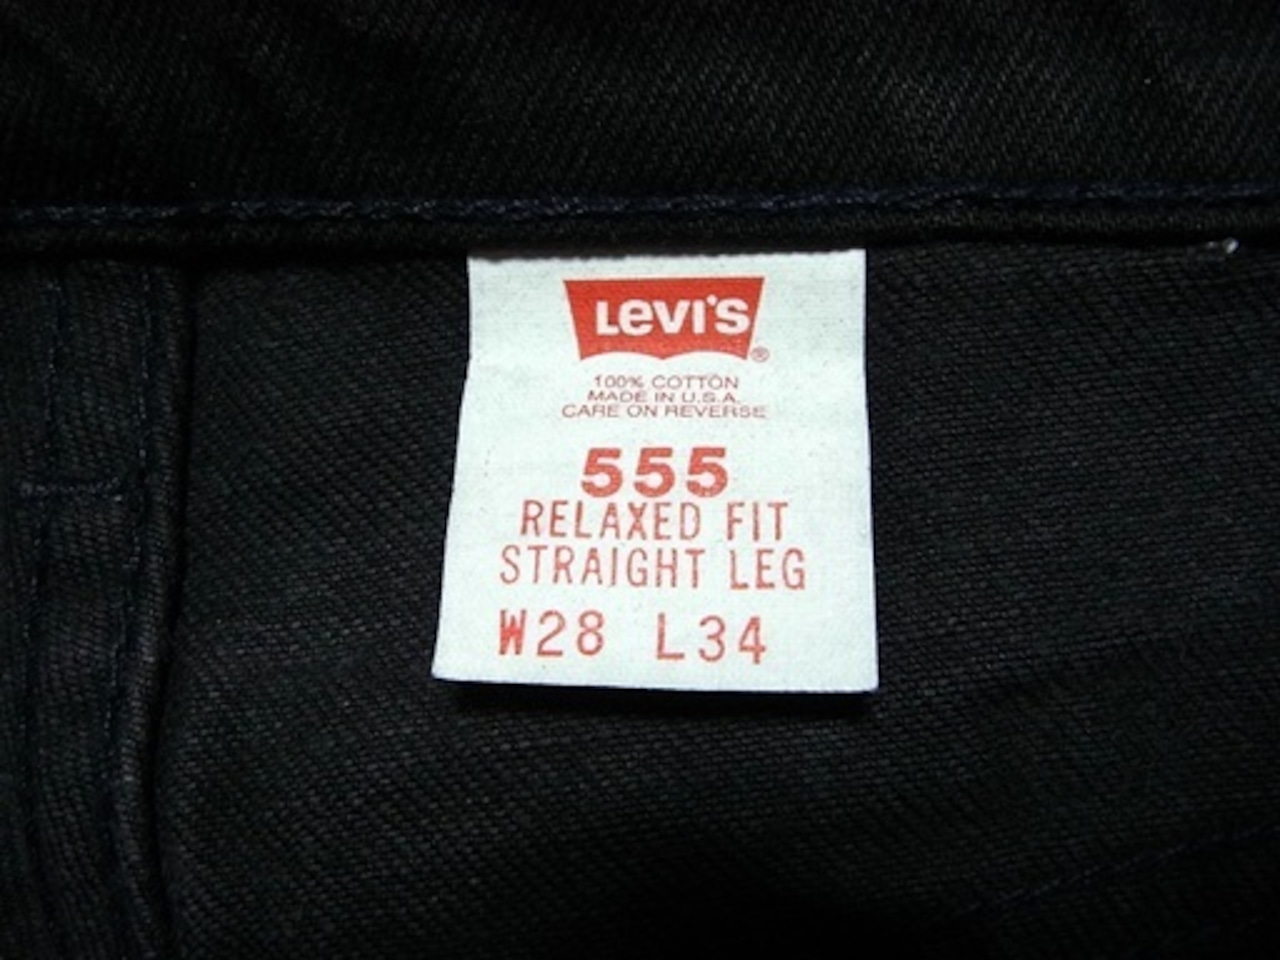 LEVI'S ®
100% COTTON
MADE IN U.S.A.
CARE ON REVERSE
555
RELAXED FIT
STRAIGHT LEG
W28 L34